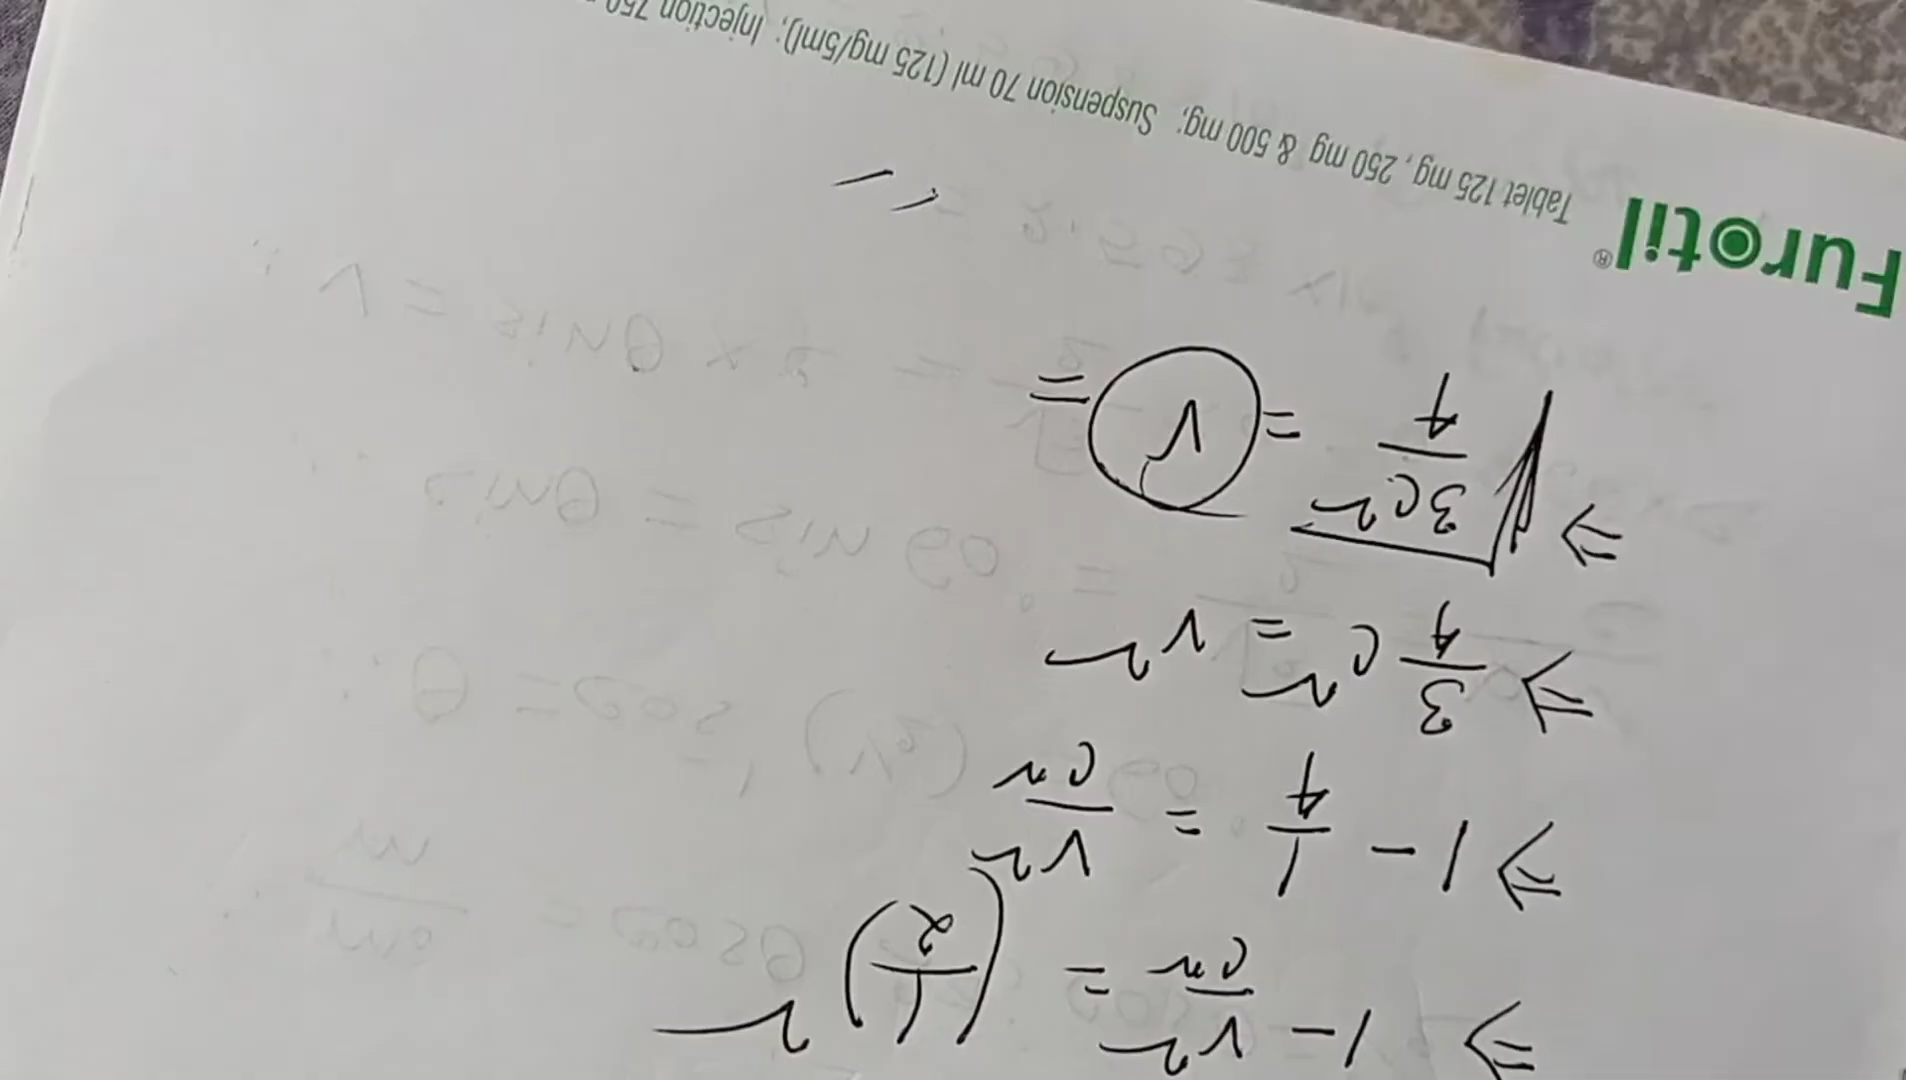 ⇒ 1 - v²/c² = (1/2)²
⇒ 1 - 1/4 = v²/c²
⇒ 3/4 c² = v²
⇒ √(3c²/4) = v =
Furotil®
Tablet 125 mg, 250 mg & 500 mg; Suspension 70 ml (125 mg/5ml); Injection 750